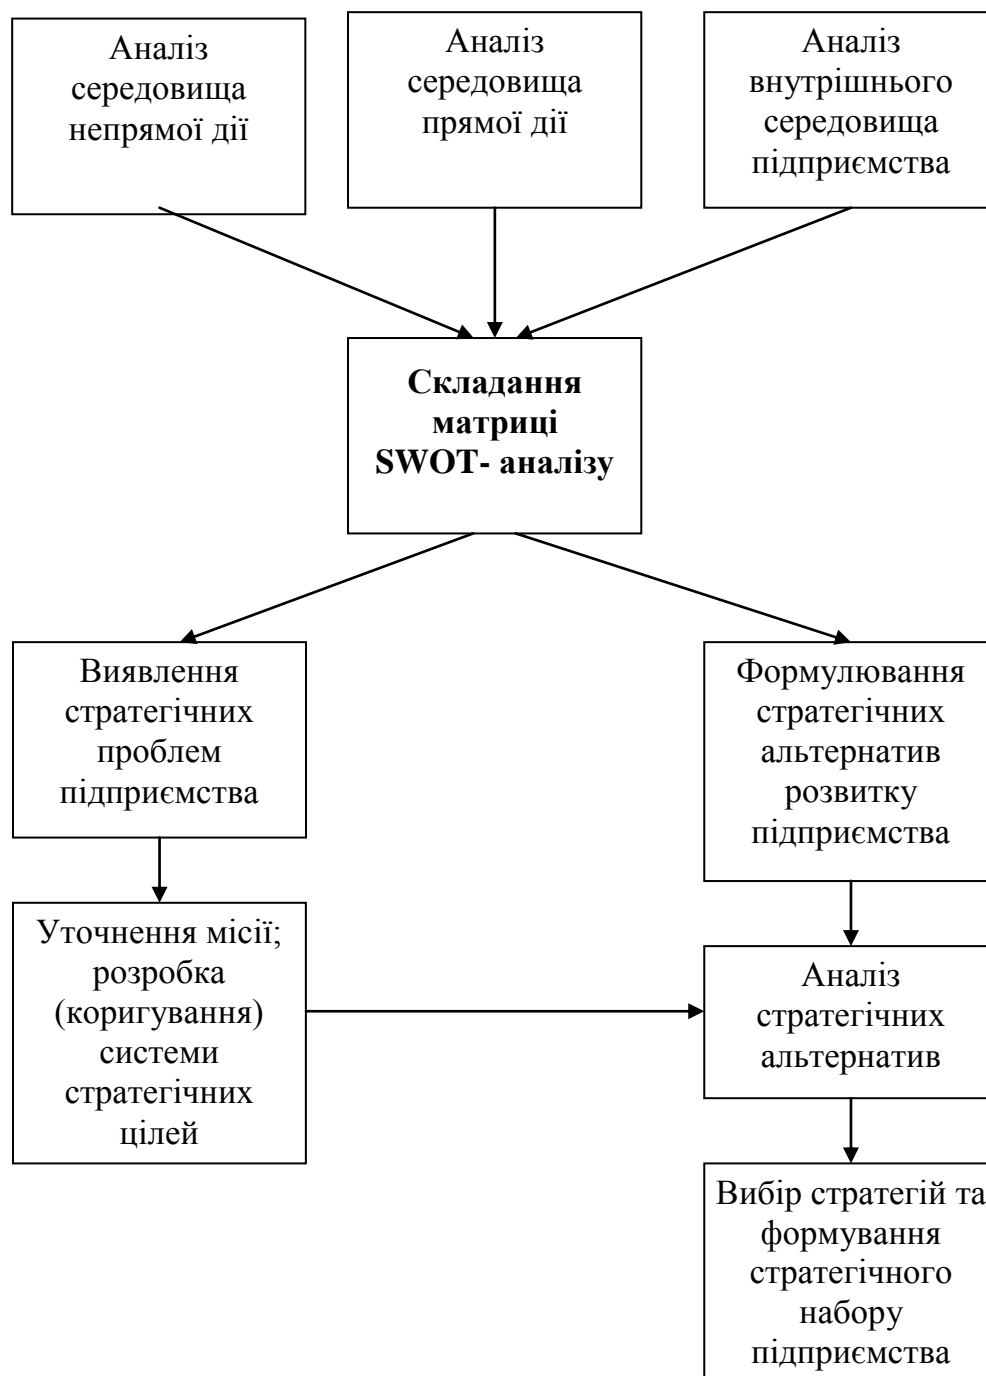 Аналіз
середовища
непрямої дії
Аналіз
середовища
прямої дії
Аналіз
внутрішнього
середовища
підприємства
Складання
матриці
SWOT- аналізу
Виявлення
стратегічних
проблем
підприємства
Формулювання
стратегічних
альтернатив
розвитку
підприємства
Уточнення місії;
розробка
(коригування)
системи
стратегічних
цілей
Аналіз
стратегічних
альтернатив
Вибір стратегій та
формування
стратегічного
набору
підприємства